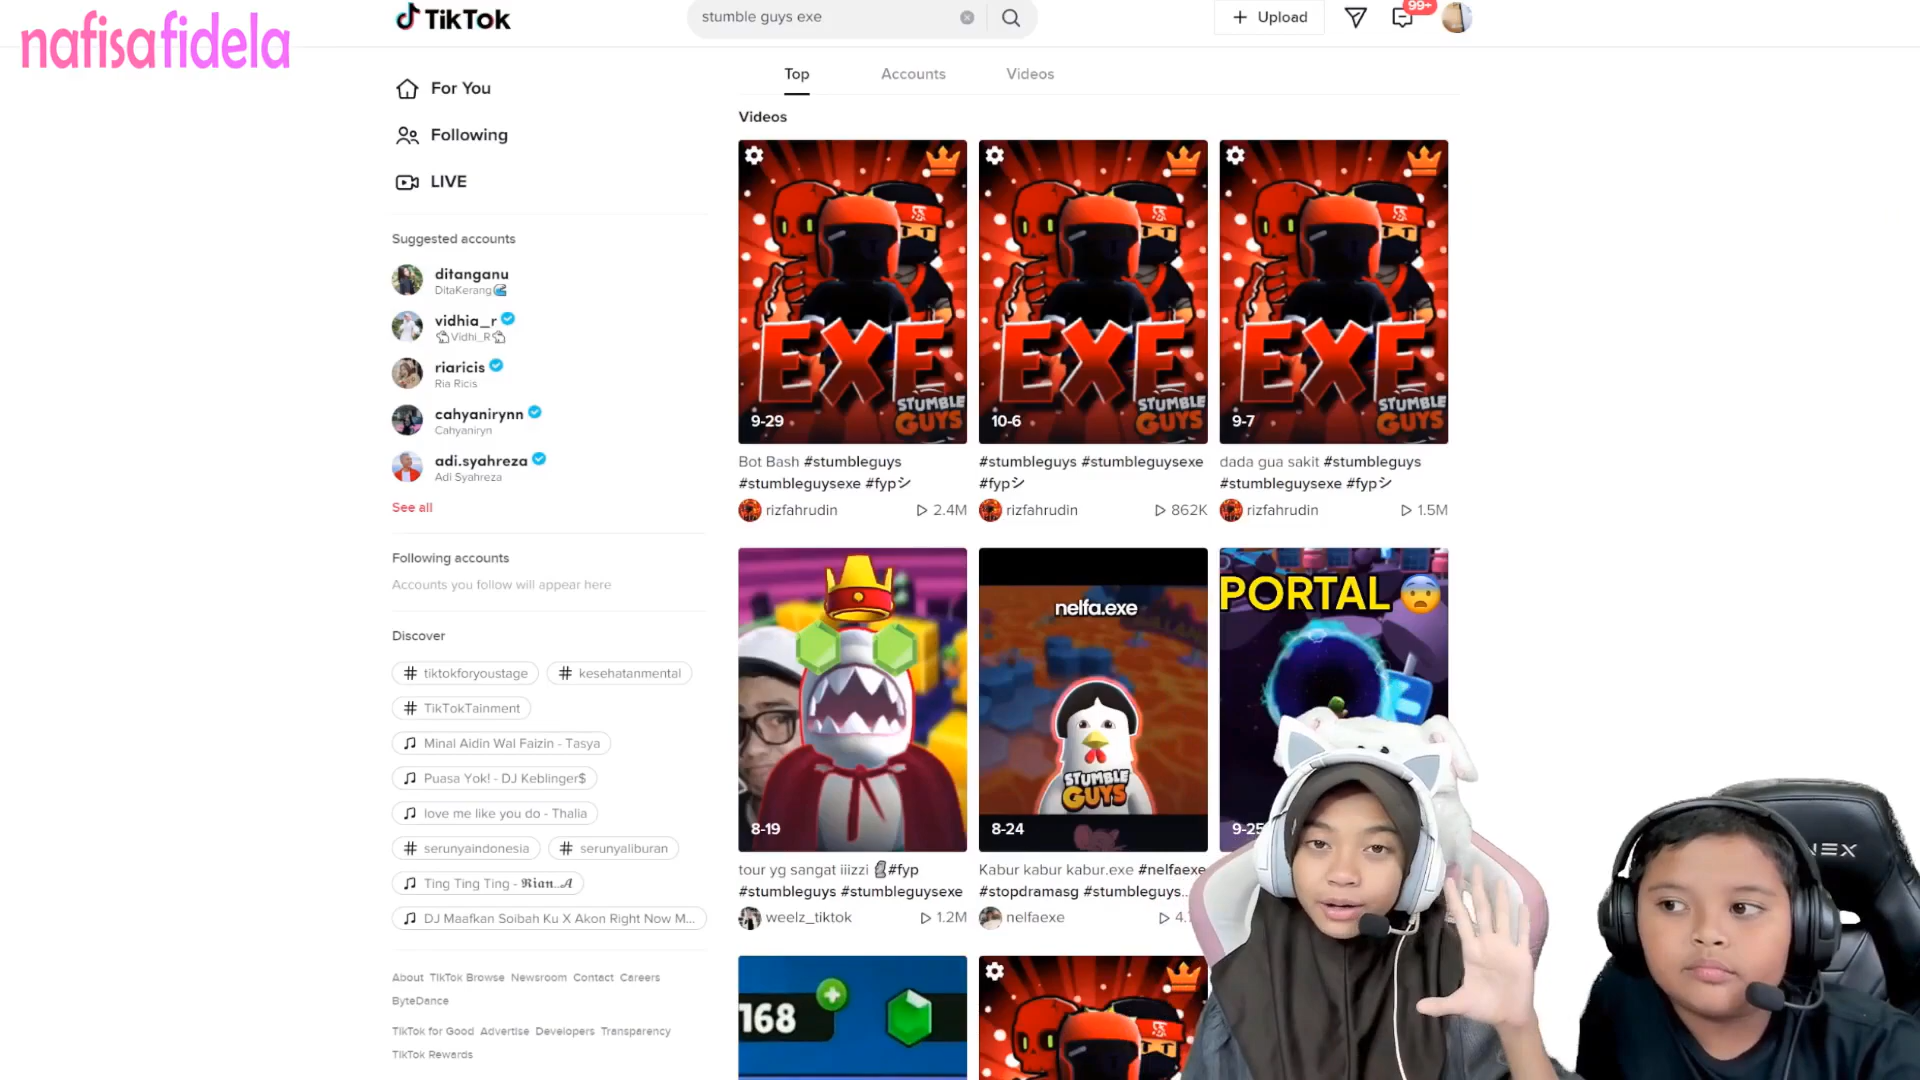 nafisafidela
TikTok
stumble guys exe
Upload
99+
For You
Following
LIVE
Suggested accounts
ditanganu
DitaKerang🌊
vidhia_r
🐇Vidhi_R🐇
riaricis
Ria Ricis
cahyanirynn
Cahyaniryn
adi.syahreza
Adi Syahreza
See all
Following accounts
Accounts you follow will appear here
Discover
# tiktokforyoustage
# kesehatanmental
# TikTokTainment
Minal Aidin Wal Faizin - Tasya
Puasa Yok! - DJ Keblinger$
love me like you do - Thalia
# serunyaindonesia
# serunyaliburan
Ting Ting Ting - 𝕽𝖎𝖆𝖓..𝓐
DJ Maafkan Soibah Ku X Akon Right Now M...
About TikTok Browse Newsroom Contact Careers
ByteDance
TikTok for Good Advertise Developers Transparency
TikTok Rewards
Top
Accounts
Videos
Videos
EXE
STUMBLE
GUYS
9-29
Bot Bash #stumbleguys
#stumbleguysexe #fypシ
rizfahrudin
2.4M
EXE
STUMBLE
GUYS
10-6
#stumbleguys #stumbleguysexe
#fypシ
rizfahrudin
862K
EXE
STUMBLE
GUYS
9-7
dada gua sakit #stumbleguys
#stumbleguysexe #fypシ
rizfahrudin
1.5M
8-19
tour yg sangat iiizzi 🗿#fyp
#stumbleguys #stumbleguysexe
weelz_tiktok
1.2M
nelfa.exe
STUMBLE
GUYS
8-24
Kabur kabur kabur.exe #nelfaexe
#stopdramasg #stumbleguys...
nelfaexe
PORTAL 😨
9-25
168